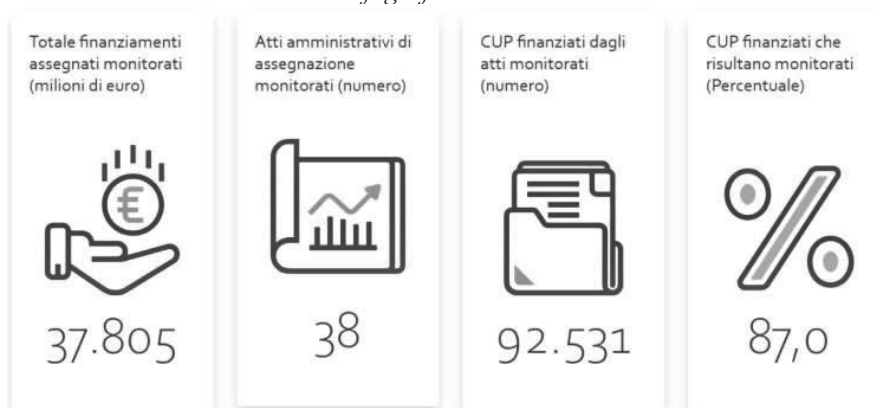 Totale finanziamenti
assegnati monitorati
(milioni di euro)
37.805
Atti amministrativi di
assegnazione
monitorati (numero)
38
CUP finanziati dagli
atti monitorati
(numero)
92.531
CUP finanziati che
risultano monitorati
(Percentuale)
87,0